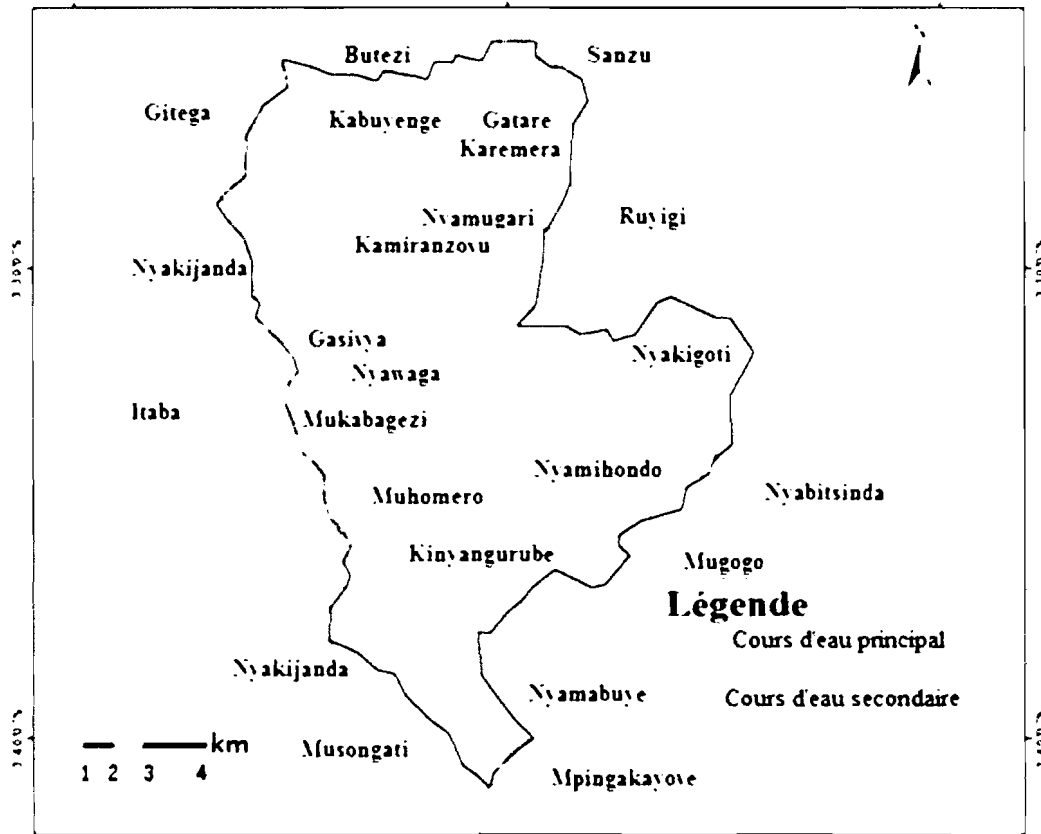 Butezi
Sanzu
Gitega
Kabuyenge
Gatare
Karemera
Nyamugari
Ruyigi
Kamiranzovu
Nyakijanda
Gasivya
Nyakigoti
Nyawaga
Itaba
Mukabagezi
Nyamihondo
Muhomero
Nyabitsinda
Kinyangurube
Mugogo
Légende
Cours d'eau principal
Nyakijanda
Nyamabuye
Cours d'eau secondaire
km
Musongati
1 2 3 4
Mpingakayove